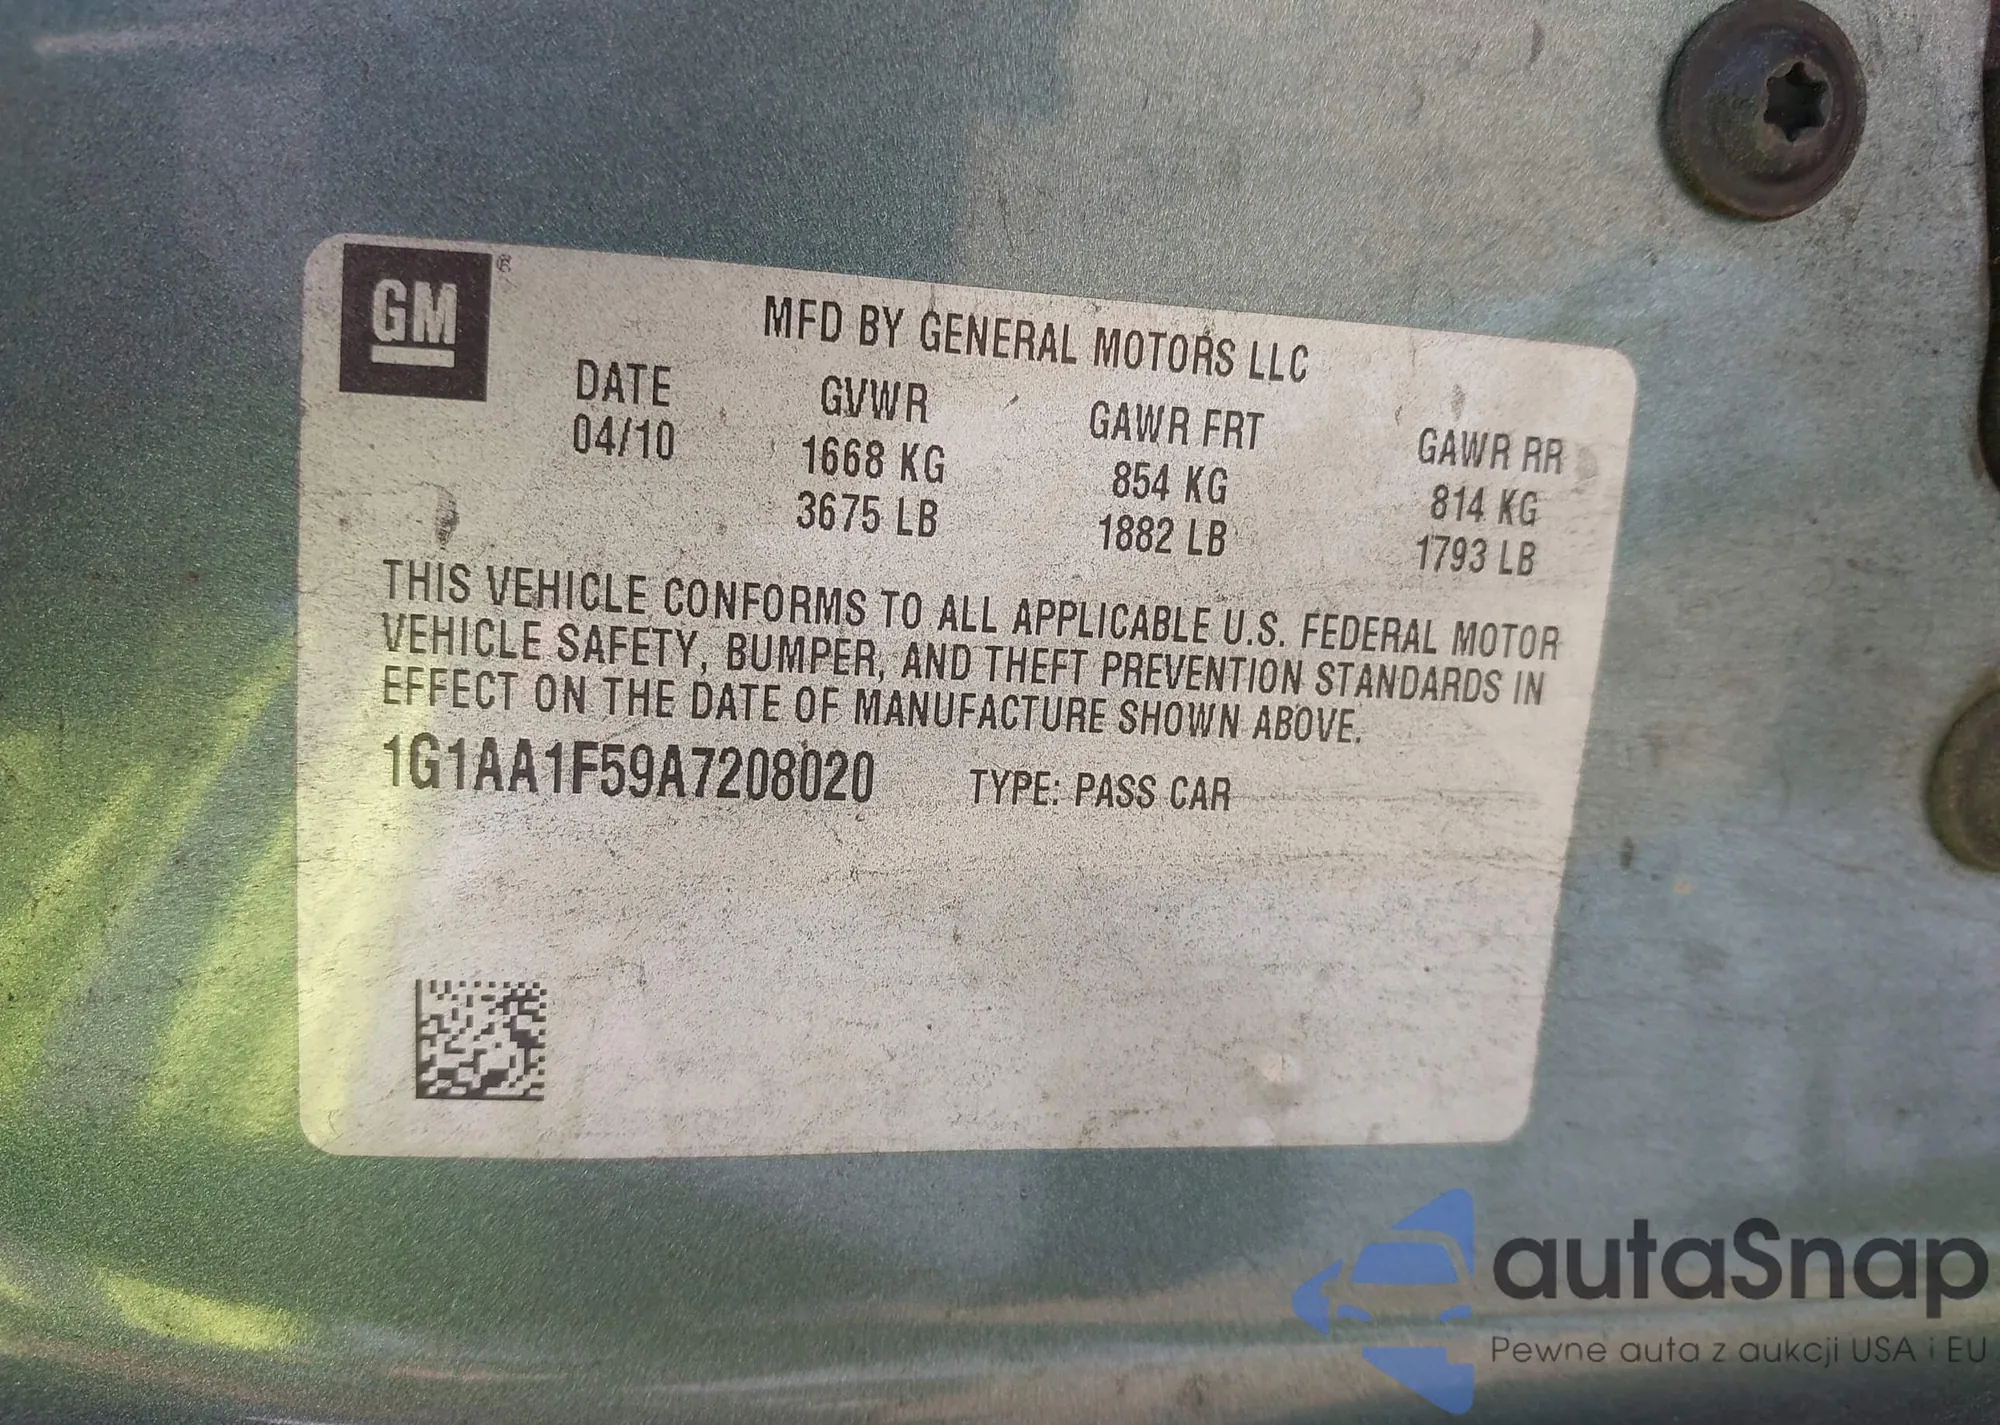 GM®
MFD BY GENERAL MOTORS LLC
DATE GVWR GAWR FRT GAWR RR
04/10 1668 KG 854 KG 814 KG
3675 LB 1882 LB 1793 LB
THIS VEHICLE CONFORMS TO ALL APPLICABLE U.S. FEDERAL MOTOR
VEHICLE SAFETY, BUMPER, AND THEFT PREVENTION STANDARDS IN
EFFECT ON THE DATE OF MANUFACTURE SHOWN ABOVE.
1G1AA1F59A7208020 TYPE: PASS CAR
autaSnap
Pewne auta z aukcji USA i EU